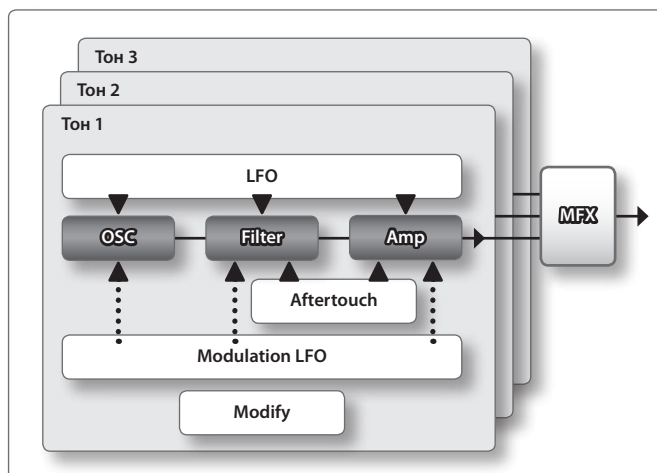 Тон 3
Тон 2
Тон 1
LFO
OSC
Filter
Amp
MFX
Aftertouch
Modulation LFO
Modify